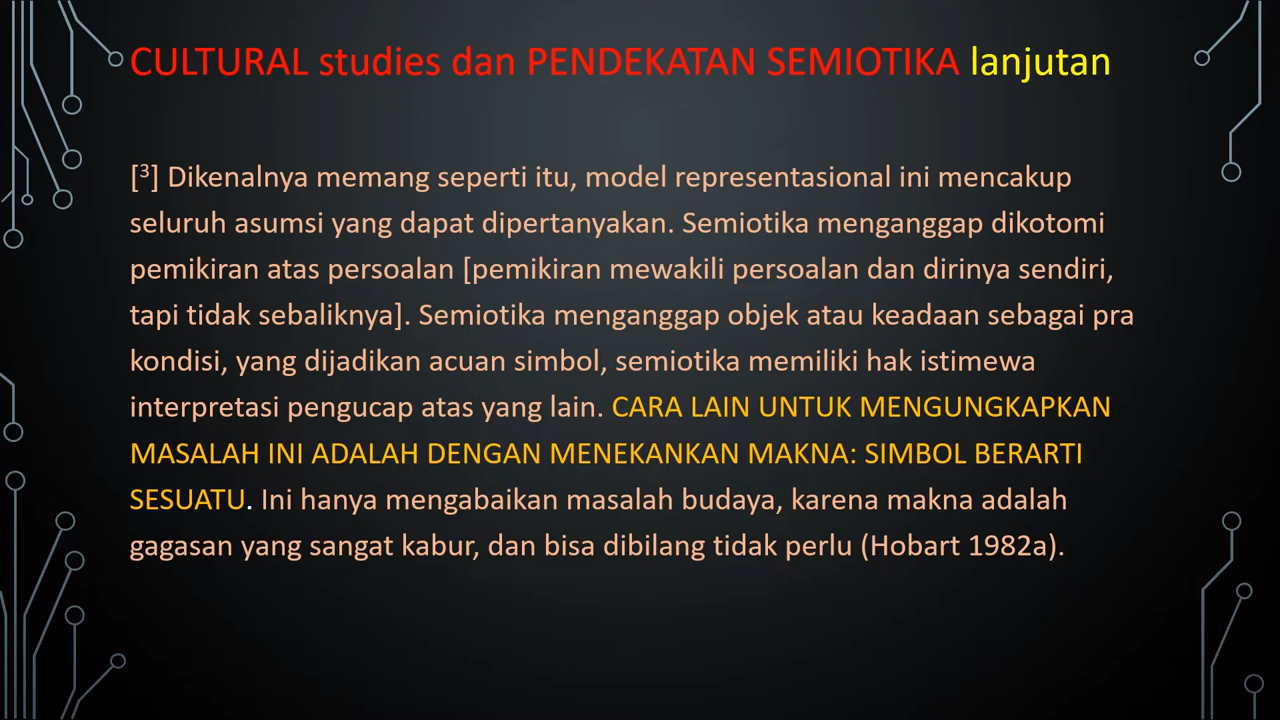 CULTURAL studies dan PENDEKATAN SEMIOTIKA lanjutan
[³] Dikenalnya memang seperti itu, model representasional ini mencakup
seluruh asumsi yang dapat dipertanyakan. Semiotika menganggap dikotomi
pemikiran atas persoalan [pemikiran mewakili persoalan dan dirinya sendiri,
tapi tidak sebaliknya]. Semiotika menganggap objek atau keadaan sebagai pra
kondisi, yang dijadikan acuan simbol, semiotika memiliki hak istimewa
interpretasi pengucap atas yang lain. CARA LAIN UNTUK MENGUNGKAPKAN
MASALAH INI ADALAH DENGAN MENEKANKAN MAKNA: SIMBOL BERARTI
SESUATU. Ini hanya mengabaikan masalah budaya, karena makna adalah
gagasan yang sangat kabur, dan bisa dibilang tidak perlu (Hobart 1982a).